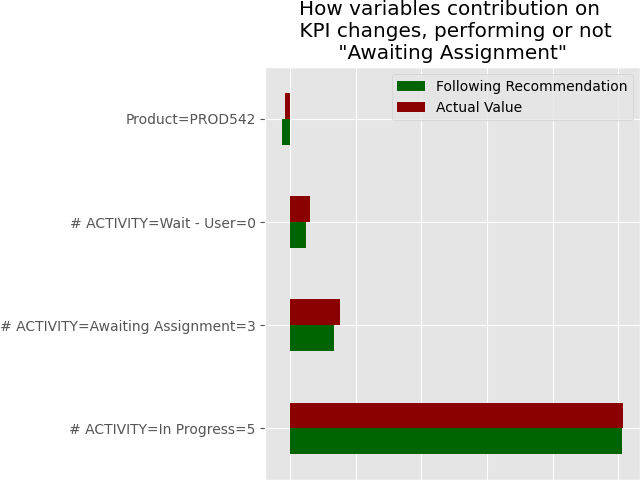 How variables contribution on
KPI changes, performing or not
"Awaiting Assignment"
Following Recommendation
Actual Value
Product=PROD542
# ACTIVITY=Wait - User=0
# ACTIVITY=Awaiting Assignment=3
# ACTIVITY=In Progress=5